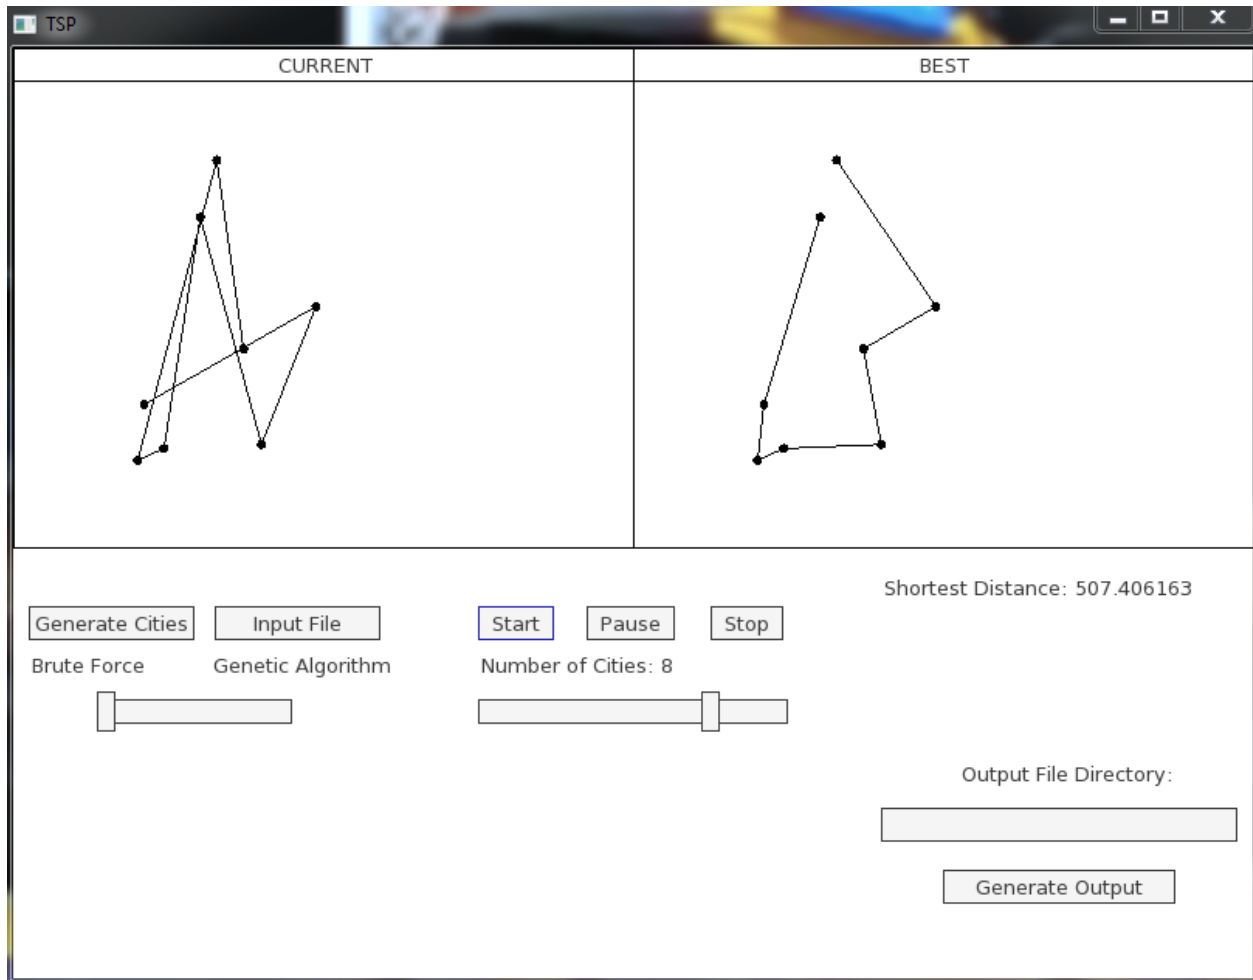 TSP
CURRENT
BEST
Shortest Distance: 507.406163
Generate Cities
Input File
Start
Pause
Stop
Brute Force
Genetic Algorithm
Number of Cities: 8
Output File Directory:
Generate Output